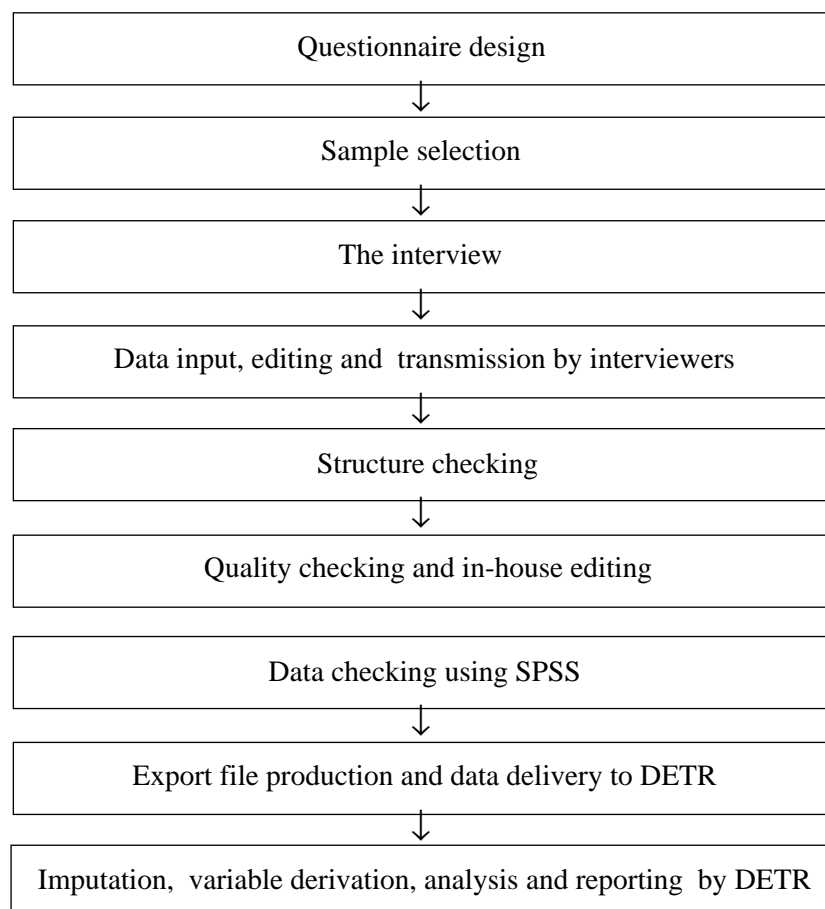 Questionnaire design
Sample selection
The interview
Data input, editing and  transmission by interviewers
Structure checking
Quality checking and in-house editing
Data checking using SPSS
Export file production and data delivery to DETR
Imputation,  variable derivation, analysis and reporting  by DETR